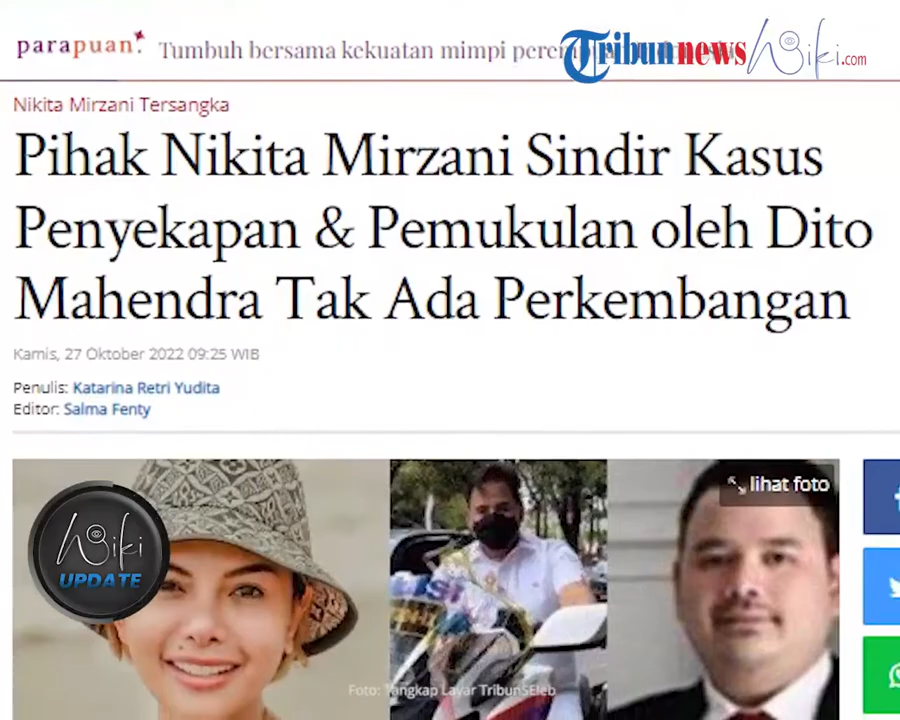 parapuan.
Tumbuh bersama kekuatan mimpi
Tribunnews Wiki.com
Nikita Mirzani Tersangka
Pihak Nikita Mirzani Sindir Kasus
Penyekapan & Pemukulan oleh Dito
Mahendra Tak Ada Perkembangan
Kamis, 27 Oktober 2022 09:25 WIB
Penulis: Katarina Retri Yudita
Editor: Salma Fenty
lihat foto
Wiki
UPDATE
Foto: Tangkap Layar TribunSEleb